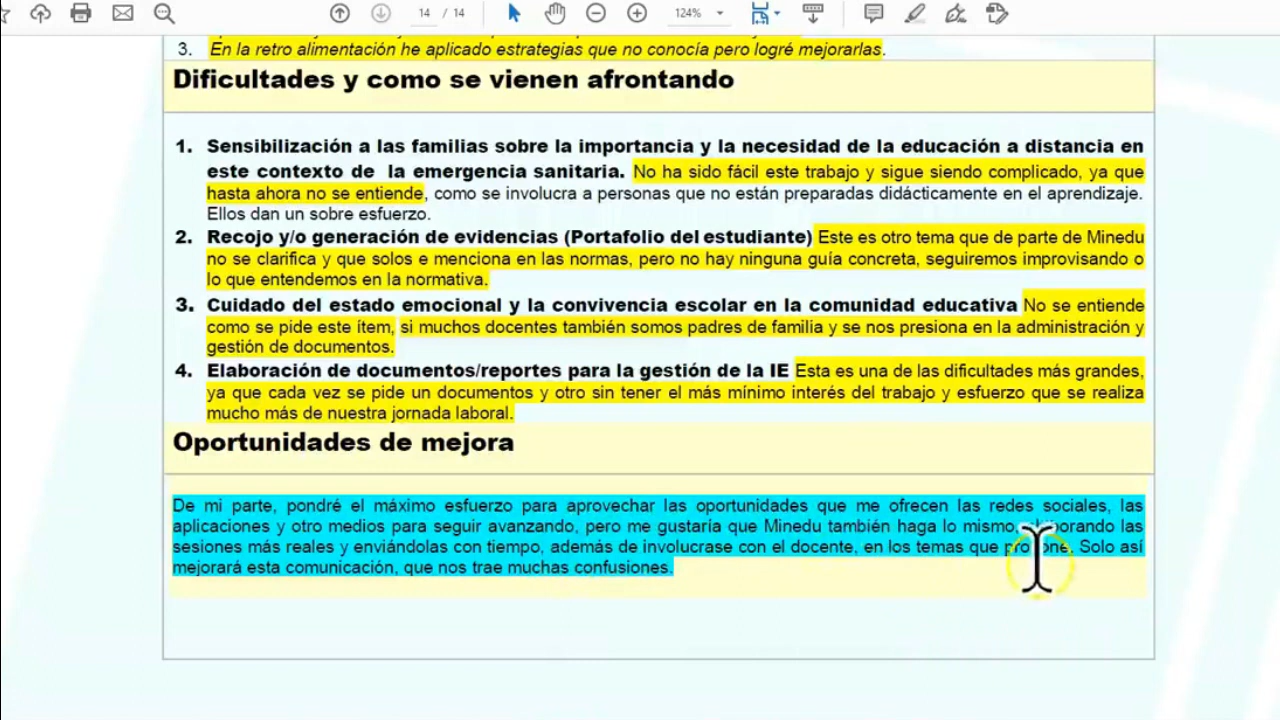 14 / 14
124%
3. En la retro alimentación he aplicado estrategias que no conocía pero logré mejorarlas.
Dificultades y como se vienen afrontando
1. Sensibilización a las familias sobre la importancia y la necesidad de la educación a distancia en
este contexto de la emergencia sanitaria. No ha sido fácil este trabajo y sigue siendo complicado, ya que
hasta ahora no se entiende, como se involucra a personas que no están preparadas didácticamente en el aprendizaje.
Ellos dan un sobre esfuerzo.
2. Recojo y/o generación de evidencias (Portafolio del estudiante) Este es otro tema que de parte de Minedu
no se clarifica y que solos e menciona en las normas, pero no hay ninguna guía concreta, seguiremos improvisando o
lo que entendemos en la normativa.
3. Cuidado del estado emocional y la convivencia escolar en la comunidad educativa No se entiende
como se pide este ítem, si muchos docentes también somos padres de familia y se nos presiona en la administración y
gestión de documentos.
4. Elaboración de documentos/reportes para la gestión de la IE Esta es una de las dificultades más grandes,
ya que cada vez se pide un documentos y otro sin tener el más mínimo interés del trabajo y esfuerzo que se realiza
mucho más de nuestra jornada laboral.
Oportunidades de mejora
De mi parte, pondré el máximo esfuerzo para aprovechar las oportunidades que me ofrecen las redes sociales, las
aplicaciones y otro medios para seguir avanzando, pero me gustaría que Minedu también haga lo mismo, las
sesiones más reales y enviándolas con tiempo, además de involucrase con el docente, en los temas que Solo así
mejorará esta comunicación, que nos trae muchas confusiones.